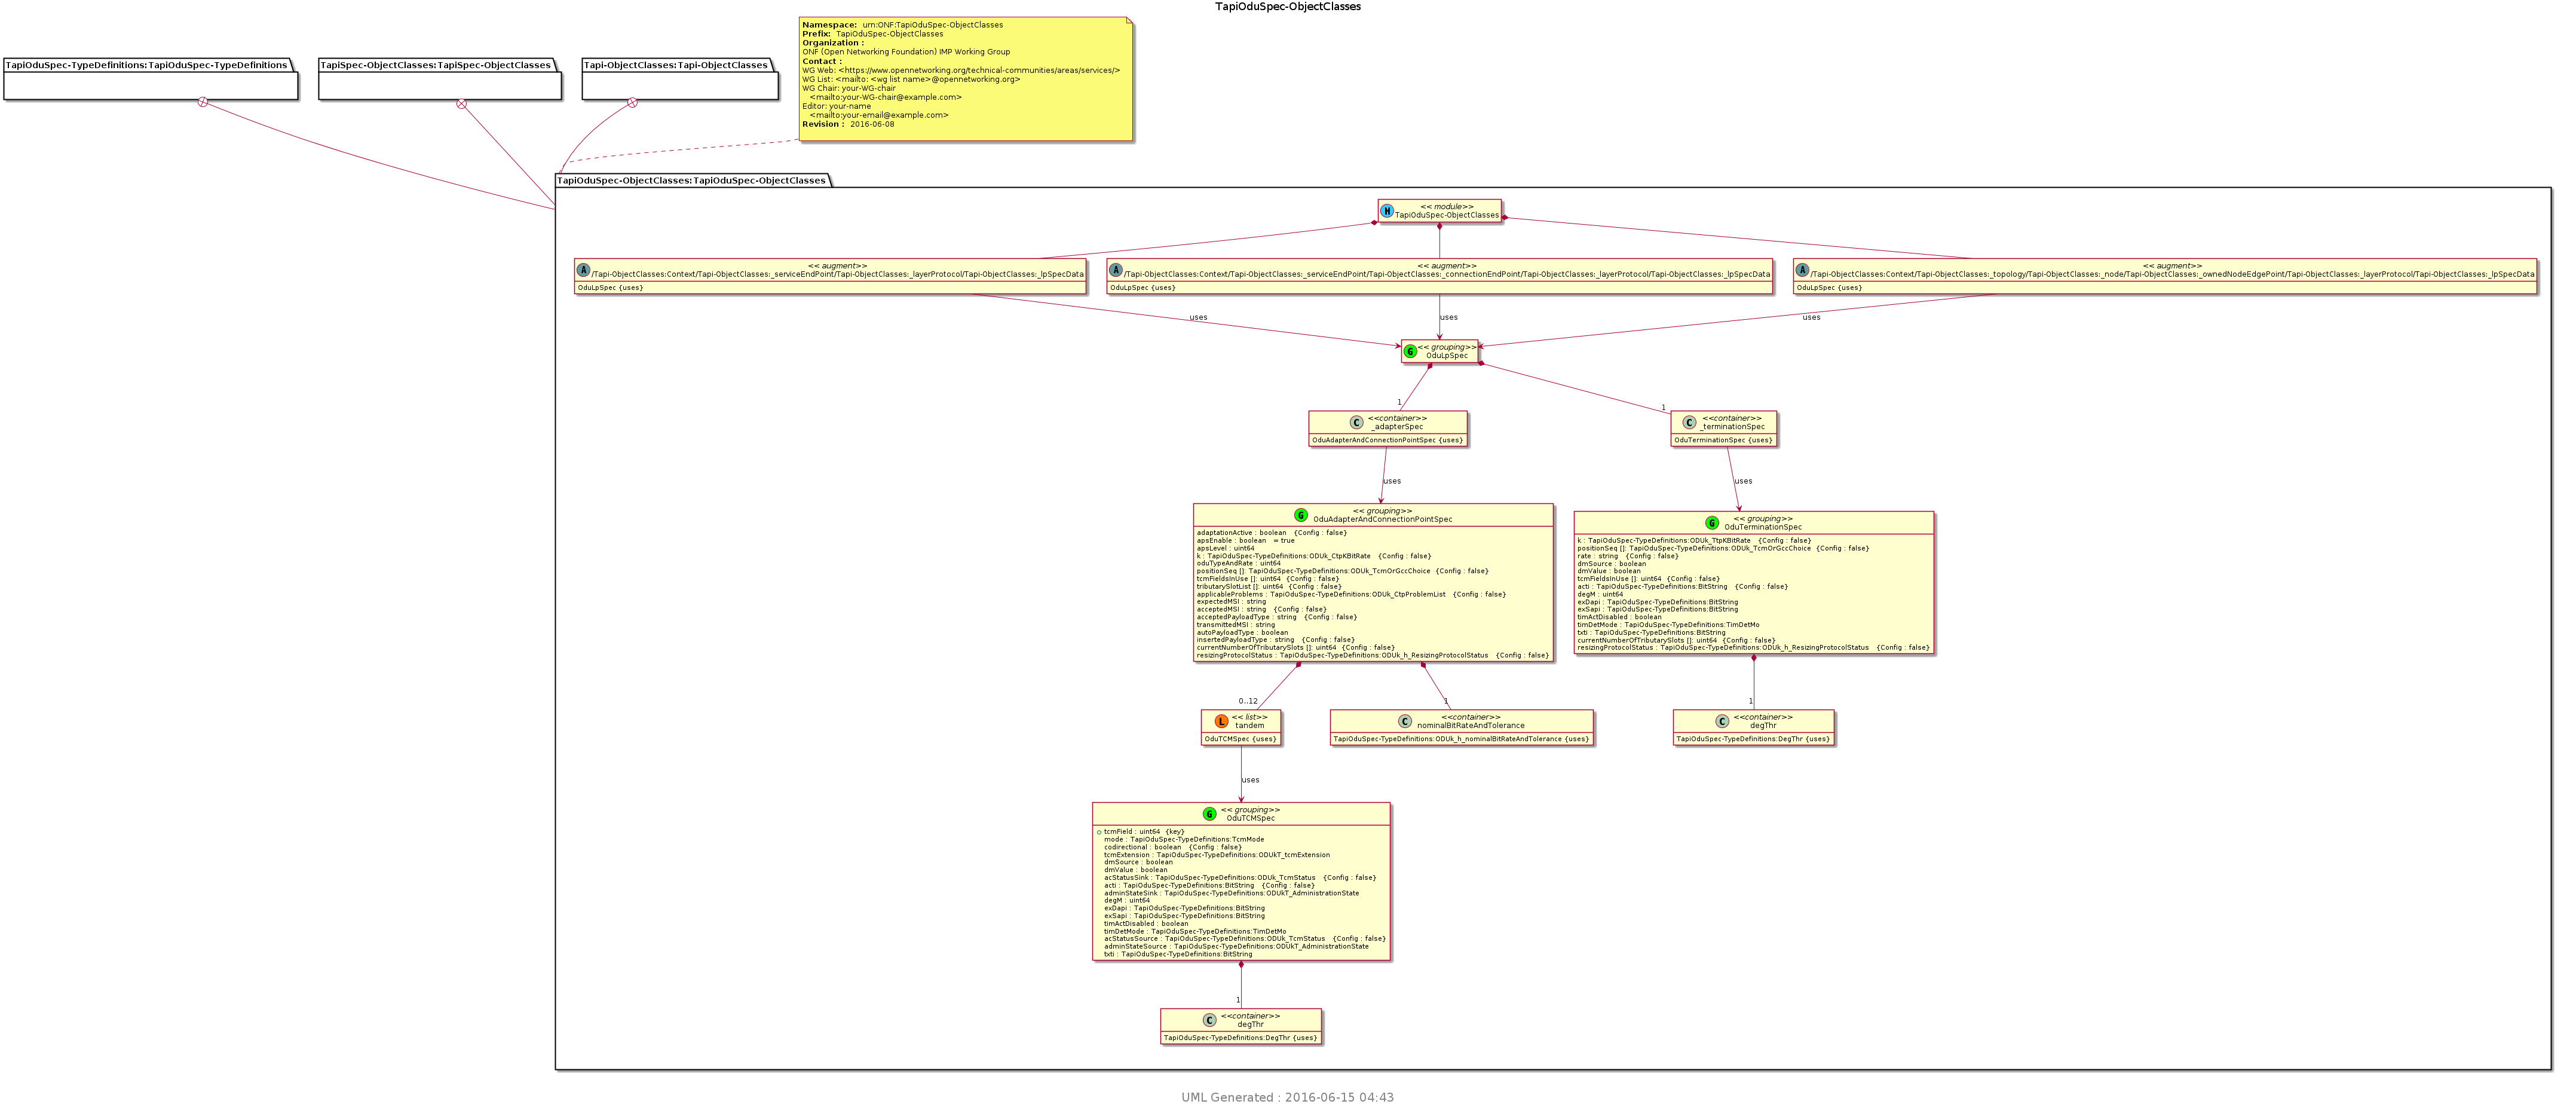 TapiOduSpec-ObjectClasses
Namespace: urn:ONF:TapiOduSpec-ObjectClasses
Prefix: TapiOduSpec-ObjectClasses
Organization :
ONF (Open Networking Foundation) IMP Working Group
Contact :
WG Web: <https://www.opennetworking.org/technical-communities/areas/services/>
WG List: <mailto: <wg list name>@opennetworking.org>
WG Chair: your-WG-chair
<mailto:your-WG-chair@example.com>
Editor: your-name
<mailto:your-email@example.com>
Revision : 2016-06-08
TapiOduSpec-TypeDefinitions:TapiOduSpec-TypeDefinitions
TapiSpec-ObjectClasses:TapiSpec-ObjectClasses
Tapi-ObjectClasses:Tapi-ObjectClasses
TapiOduSpec-ObjectClasses:TapiOduSpec-ObjectClasses
M
<< module>>
TapiOduSpec-ObjectClasses
A
<< augment>>
/Tapi-ObjectClasses:Context/Tapi-ObjectClasses:_serviceEndPoint/Tapi-ObjectClasses:_layerProtocol/Tapi-ObjectClasses:_lpSpecData
OduLpSpec {uses}
A
<< augment>>
/Tapi-ObjectClasses:Context/Tapi-ObjectClasses:_serviceEndPoint/Tapi-ObjectClasses:_connectionEndPoint/Tapi-ObjectClasses:_layerProtocol/Tapi-ObjectClasses:_lpSpecData
OduLpSpec {uses}
A
<< augment>>
/Tapi-ObjectClasses:Context/Tapi-ObjectClasses:_topology/Tapi-ObjectClasses:_node/Tapi-ObjectClasses:_ownedNodeEdgePoint/Tapi-ObjectClasses:_layerProtocol/Tapi-ObjectClasses:_lpSpecData
OduLpSpec {uses}
uses
uses
uses
G
<< grouping>>
OduLpSpec
1
1
C
<<container>>
_adapterSpec
OduAdapterAndConnectionPointSpec {uses}
C
<<container>>
_terminationSpec
OduTerminationSpec {uses}
uses
uses
G
<< grouping>>
OduAdapterAndConnectionPointSpec
adaptationActive : boolean {Config : false}
apsEnable : boolean = true
apsLevel : uint64
k : TapiOduSpec-TypeDefinitions:ODUk_CtpKBitRate {Config : false}
oduTypeAndRate : uint64
positionSeq []: TapiOduSpec-TypeDefinitions:ODUk_TcmOrGccChoice {Config : false}
tcmFieldsInUse []: uint64 {Config : false}
tributarySlotList []: uint64 {Config : false}
applicableProblems : TapiOduSpec-TypeDefinitions:ODUk_CtpProblemList {Config : false}
expectedMSI : string
acceptedMSI : string {Config : false}
acceptedPayloadType : string {Config : false}
transmittedMSI : string
autoPayloadType : boolean
insertedPayloadType : string {Config : false}
currentNumberOfTributarySlots []: uint64 {Config : false}
resizingProtocolStatus : TapiOduSpec-TypeDefinitions:ODUk_h_ResizingProtocolStatus {Config : false}
G
<< grouping>>
OduTerminationSpec
k : TapiOduSpec-TypeDefinitions:ODUk_TtpKBitRate {Config : false}
positionSeq []: TapiOduSpec-TypeDefinitions:ODUk_TcmOrGccChoice {Config : false}
rate : string {Config : false}
dmSource : boolean
dmValue : boolean
tcmFieldsInUse []: uint64 {Config : false}
acti : TapiOduSpec-TypeDefinitions:BitString {Config : false}
degM : uint64
exDapi : TapiOduSpec-TypeDefinitions:BitString
exSapi : TapiOduSpec-TypeDefinitions:BitString
timActDisabled : boolean
timDetMode : TapiOduSpec-TypeDefinitions:TimDetMo
txti : TapiOduSpec-TypeDefinitions:BitString
currentNumberOfTributarySlots []: uint64 {Config : false}
resizingProtocolStatus : TapiOduSpec-TypeDefinitions:ODUk_h_ResizingProtocolStatus {Config : false}
0..12
1
1
L
<< list>>
tandem
OduTCMSpec {uses}
C
<<container>>
nominalBitRateAndTolerance
TapiOduSpec-TypeDefinitions:ODUk_h_nominalBitRateAndTolerance {uses}
C
<<container>>
degThr
TapiOduSpec-TypeDefinitions:DegThr {uses}
uses
G
<< grouping>>
OduTCMSpec
tcmField : uint64 {key}
mode : TapiOduSpec-TypeDefinitions:TcmMode
codirectional : boolean {Config : false}
tcmExtension : TapiOduSpec-TypeDefinitions:ODUkT_tcmExtension
dmSource : boolean
dmValue : boolean
acStatusSink : TapiOduSpec-TypeDefinitions:ODUk_TcmStatus {Config : false}
acti : TapiOduSpec-TypeDefinitions:BitString {Config : false}
adminStateSink : TapiOduSpec-TypeDefinitions:ODUkT_AdministrationState
degM : uint64
exDapi : TapiOduSpec-TypeDefinitions:BitString
exSapi : TapiOduSpec-TypeDefinitions:BitString
timActDisabled : boolean
timDetMode : TapiOduSpec-TypeDefinitions:TimDetMo
acStatusSource : TapiOduSpec-TypeDefinitions:ODUk_TcmStatus {Config : false}
adminStateSource : TapiOduSpec-TypeDefinitions:ODUkT_AdministrationState
txti : TapiOduSpec-TypeDefinitions:BitString
1
C
<<container>>
degThr
TapiOduSpec-TypeDefinitions:DegThr {uses}
UML Generated : 2016-06-15 04:43